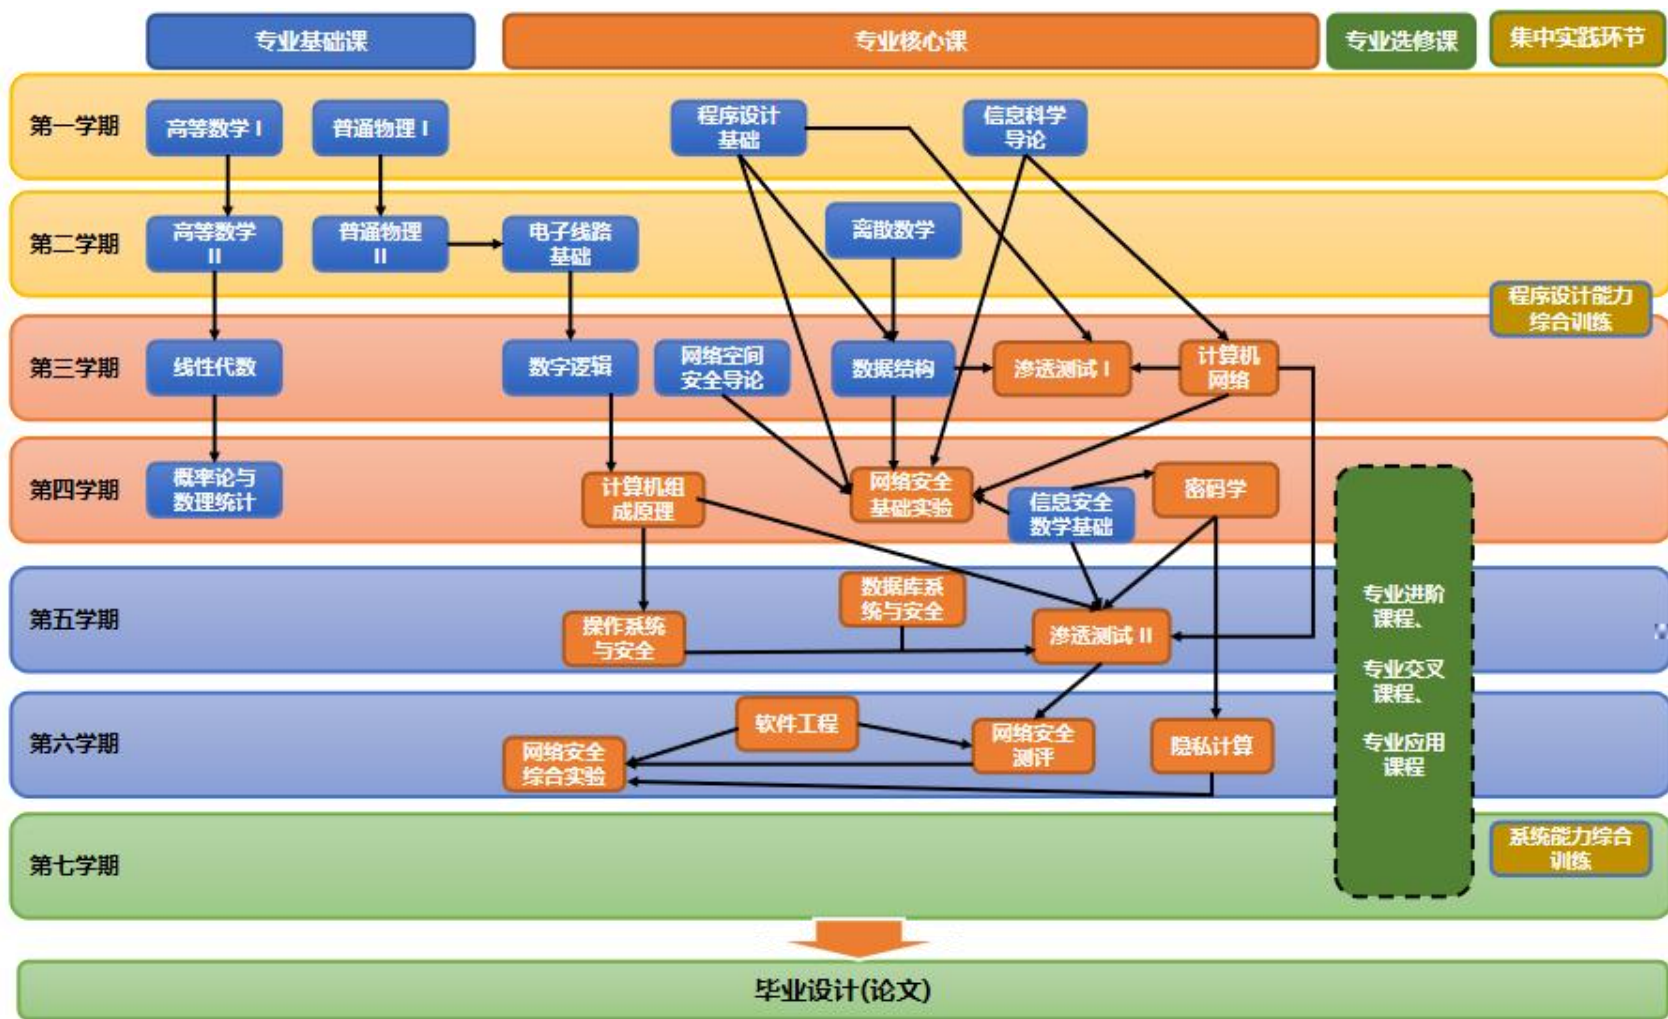 专业基础课
专业核心课
专业选修课
集中实践环节
第一学期
高等数学 I
普通物理 I
程序设计
基础
信息科学
导论
第二学期
高等数学
II
普通物理
II
电子线路
基础
离散数学
程序设计能力
综合训练
第三学期
线性代数
数字逻辑
网络空间
安全导论
数据结构
渗透测试 I
计算机
网络
第四学期
概率论与
数理统计
计算机组
成原理
网络安全
基础实验
信息安全
数学基础
密码学
第五学期
操作系统
与安全
数据库系
统与安全
渗透测试 II
专业进阶
课程、
专业交叉
课程、
专业应用
课程
第六学期
网络安全
综合实验
软件工程
网络安全
测评
隐私计算
第七学期
系统能力综合
训练
毕业设计(论文)